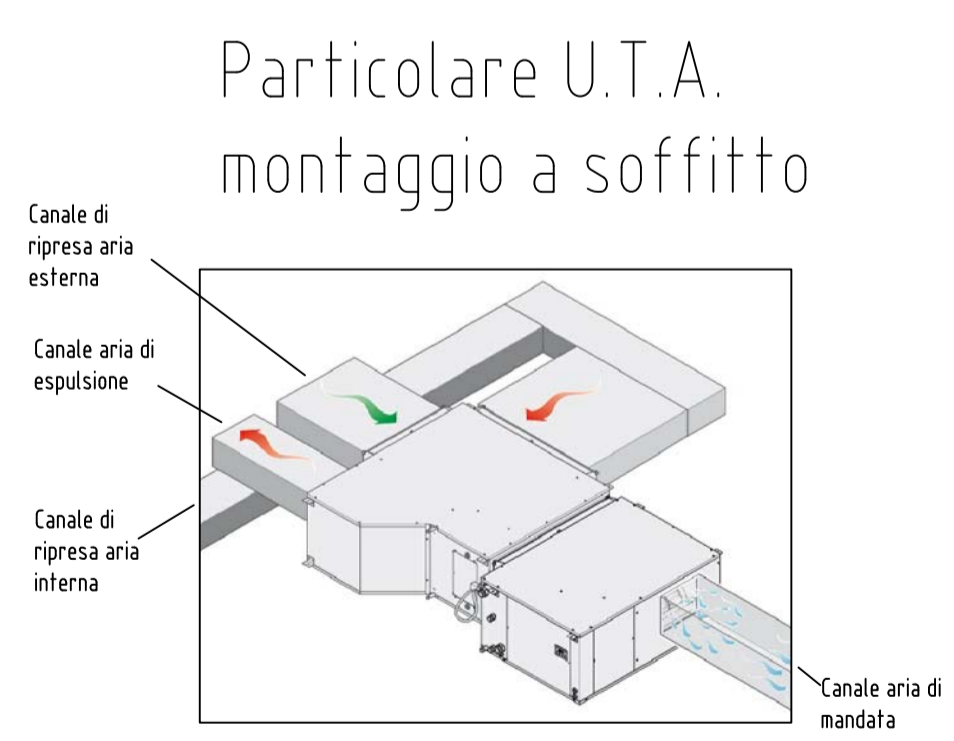 Particolare U.T.A.
montaggio a soffitto
Canale di
ripresa aria
esterna
Canale aria di
espulsione
Canale di
ripresa aria
interna
Canale aria di
mandata